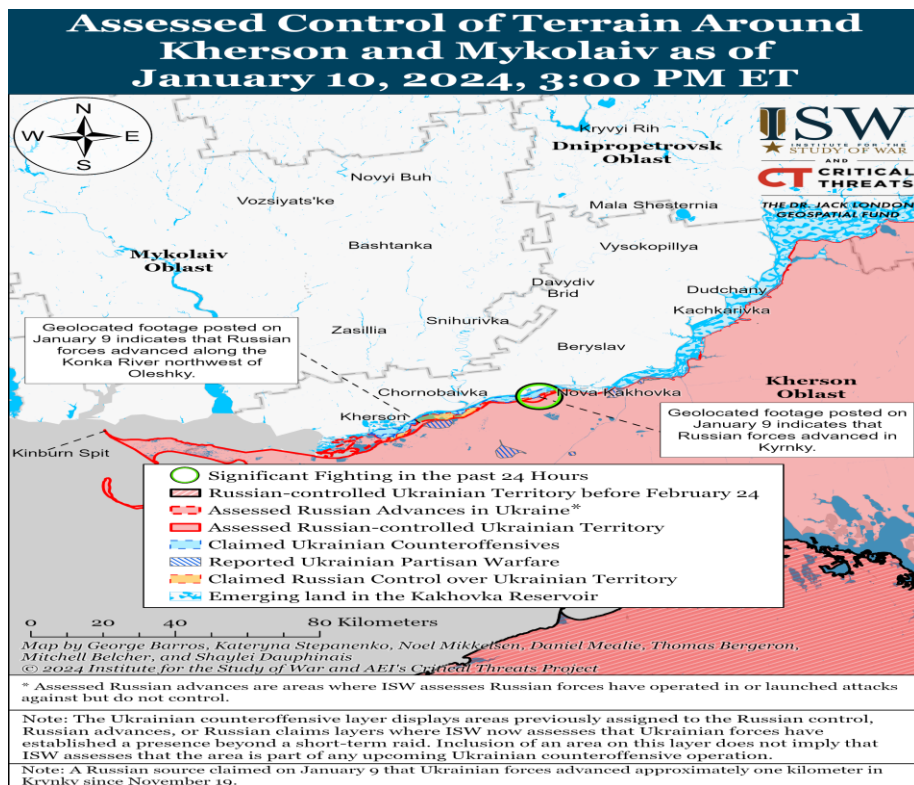 Assessed Control of Terrain Around
Kherson and Mykolaiv as of
January 10, 2024, 3:00 PM ET
N
W
E
S
ISW
INSTITUTE FOR THE
STUDY OF WAR
AND
CT CRITICAL
THREATS
THE DR. JACK LONDON
GEOSPATIAL FUND
Kryvyi Rih
Dnipropetrovsk
Oblast
Novyi Buh
Vozsiyats'ke
Mala Shesternia
Bashtanka
Vysokopillya
Mykolaiv
Oblast
Davydiv
Brid
Dudchany
Kachkarivka
Snihurivka
Zasillia
Beryslav
Geolocated footage posted on
January 9 indicates that Russian
forces advanced along the
Konka River northwest of
Oleshky.
Chornobaivka
Nova Kakhovka
Kherson
Oblast
Kherson
Geolocated footage posted on
January 9 indicates that
Russian forces advanced in
Kyrnky.
Kinburn Spit
Significant Fighting in the past 24 Hours
Russian-controlled Ukrainian Territory before February 24
Assessed Russian Advances in Ukraine*
Assessed Russian-controlled Ukrainian Territory
Claimed Ukrainian Counteroffensives
Reported Ukrainian Partisan Warfare
Claimed Russian Control over Ukrainian Territory
Emerging land in the Kakhovka Reservoir
0 20 40 80 Kilometers
Map by George Barros, Kateryna Stepanenko, Noel Mikkelsen, Daniel Mealie, Thomas Bergeron,
Mitchell Belcher, and Shaylei Dauphinais
© 2024 Institute for the Study of War and AEI's Critical Threats Project
* Assessed Russian advances are areas where ISW assesses Russian forces have operated in or launched attacks
against but do not control.
Note: The Ukrainian counteroffensive layer displays areas previously assigned to the Russian control,
Russian advances, or Russian claims layers where ISW now assesses that Ukrainian forces have
established a presence beyond a short-term raid. Inclusion of an area on this layer does not imply that
ISW assesses that the area is part of any upcoming Ukrainian counteroffensive operation.
Note: A Russian source claimed on January 9 that Ukrainian forces advanced approximately one kilometer in
Krynky since November 19.